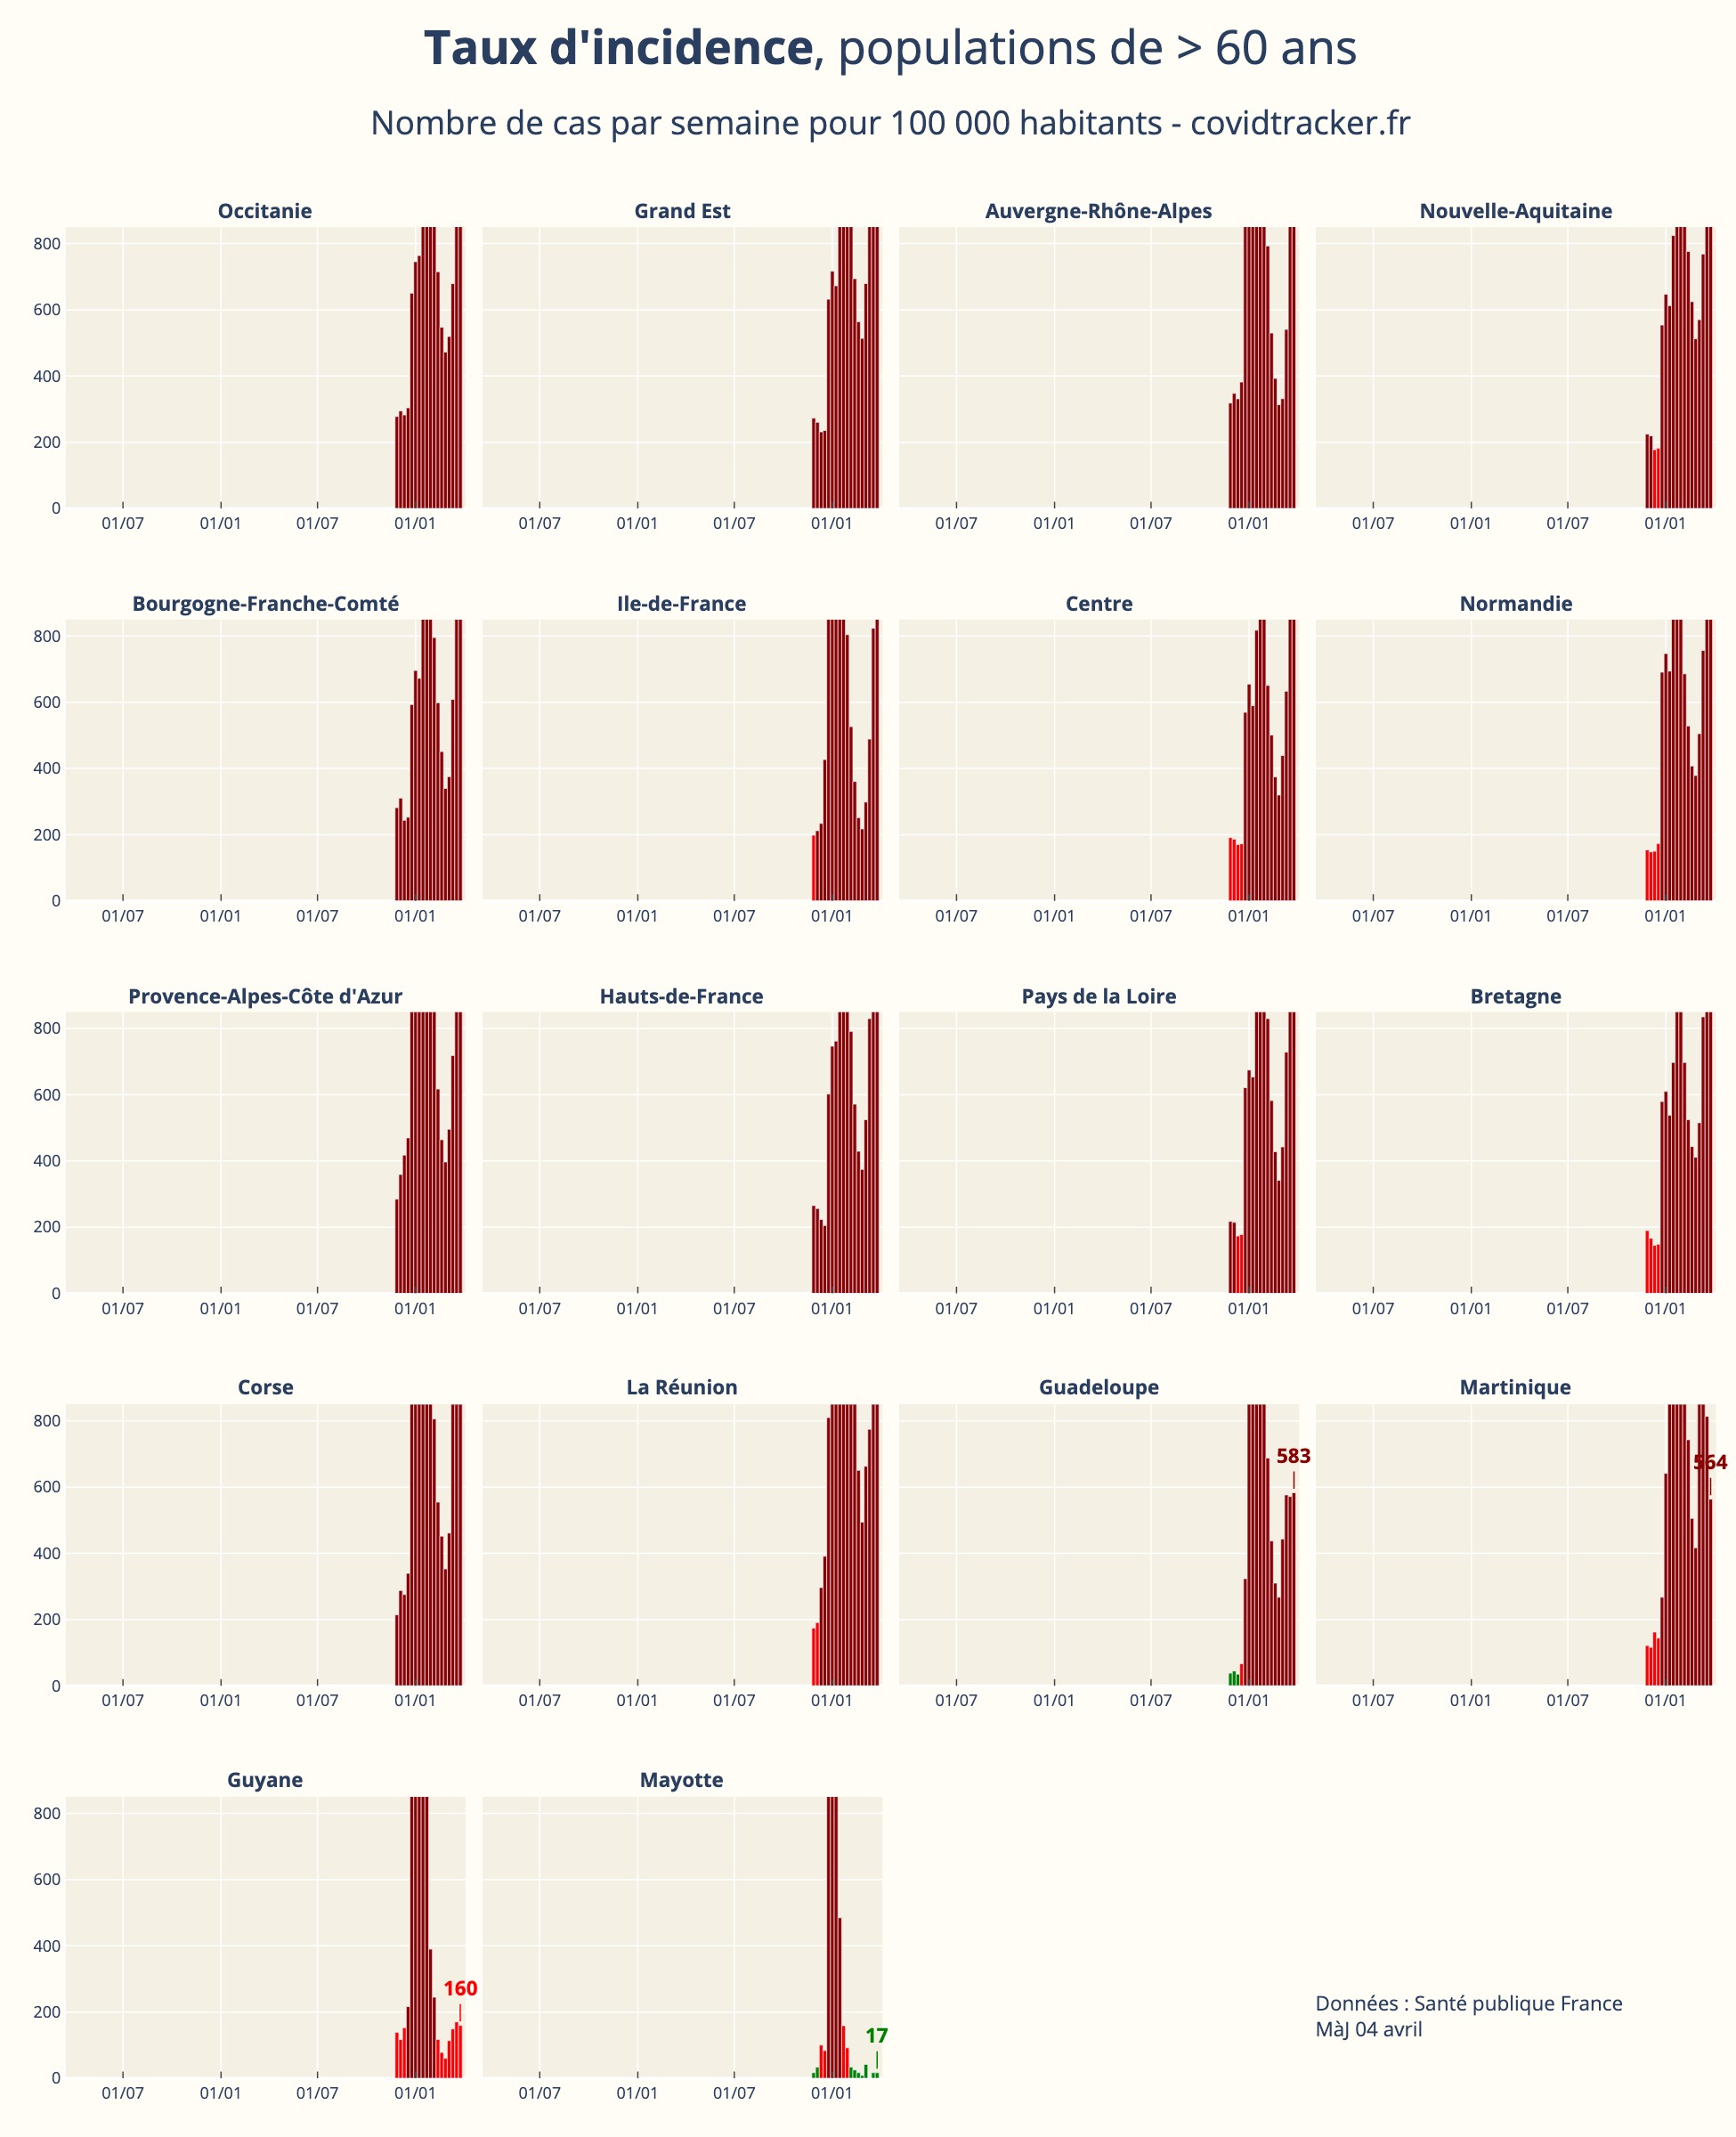 Taux d'incidence, populations de > 60 ans
Nombre de cas par semaine pour 100 000 habitants - covidtracker.fr
Occitanie
Grand Est
Auvergne-Rhône-Alpes
Nouvelle-Aquitaine
800
600
400
200
0
01/07 01/01 01/07 01/01
01/07 01/01 01/07 01/01
01/07 01/01 01/07 01/01
01/07 01/01 01/07 01/01
Bourgogne-Franche-Comté
Ile-de-France
Centre
Normandie
800
600
400
200
0
01/07 01/01 01/07 01/01
01/07 01/01 01/07 01/01
01/07 01/01 01/07 01/01
01/07 01/01 01/07 01/01
Provence-Alpes-Côte d'Azur
Hauts-de-France
Pays de la Loire
Bretagne
800
600
400
200
0
01/07 01/01 01/07 01/01
01/07 01/01 01/07 01/01
01/07 01/01 01/07 01/01
01/07 01/01 01/07 01/01
Corse
La Réunion
Guadeloupe
Martinique
800
600
400
200
0
583
564
01/07 01/01 01/07 01/01
01/07 01/01 01/07 01/01
01/07 01/01 01/07 01/01
01/07 01/01 01/07 01/01
Guyane
Mayotte
800
600
400
200
0
160
17
01/07 01/01 01/07 01/01
01/07 01/01 01/07 01/01
Données : Santé publique France
MàJ 04 avril